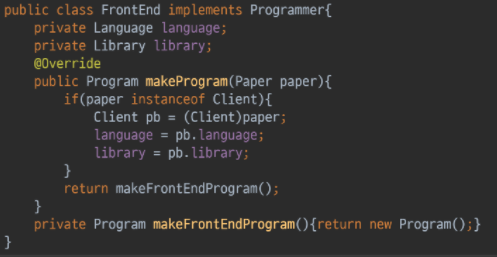 public class FrontEnd implements Programmer{
    private Language language;
    private Library library;
    @Override
    public Program makeProgram(Paper paper){
        if(paper instanceof Client){
            Client pb = (Client)paper;
            language = pb.language;
            library = pb.library;
        }
        return makeFrontEndProgram();
    }
    private Program makeFrontEndProgram(){return new Program();}
}